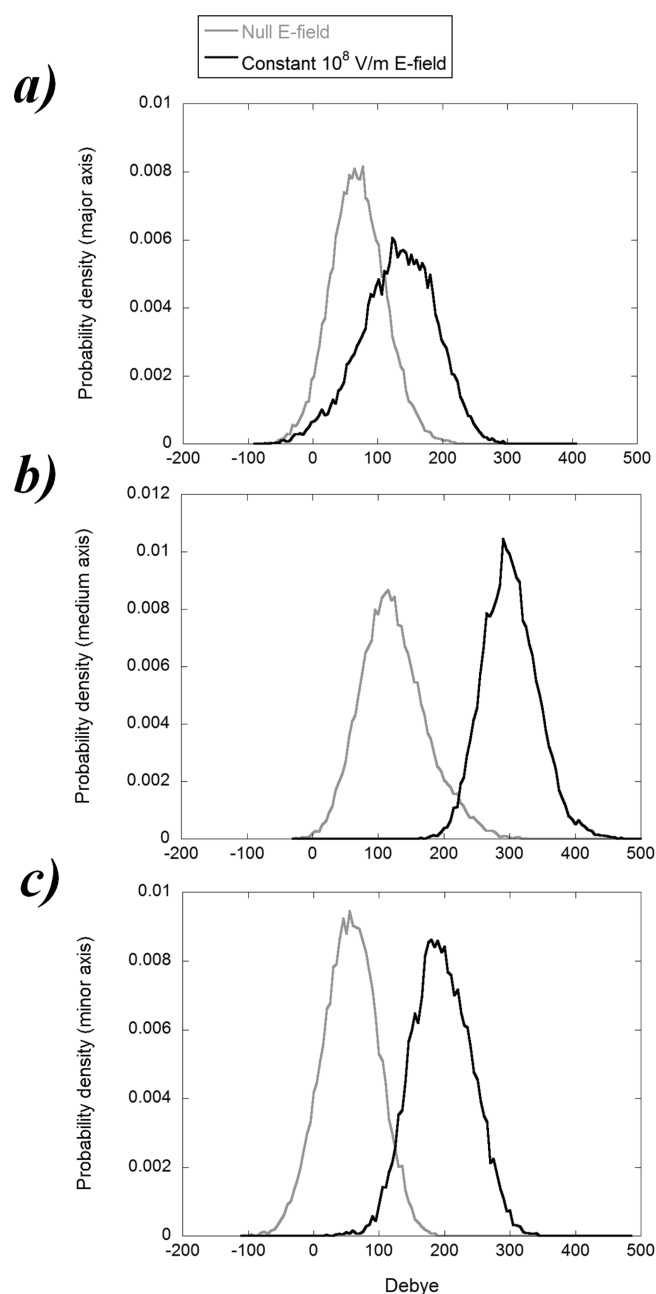 Null E-field
Constant 10⁸ V/m E-field
a)
Probability density (major axis)
0.01
0.008
0.006
0.004
0.002
0
-200 -100 0 100 200 300 400 500
b)
Probability density (medium axis)
0.012
0.01
0.008
0.006
0.004
0.002
0
-200 -100 0 100 200 300 400 500
c)
Probability density (minor axis)
0.01
0.008
0.006
0.004
0.002
0
-200 -100 0 100 200 300 400 500
Debye